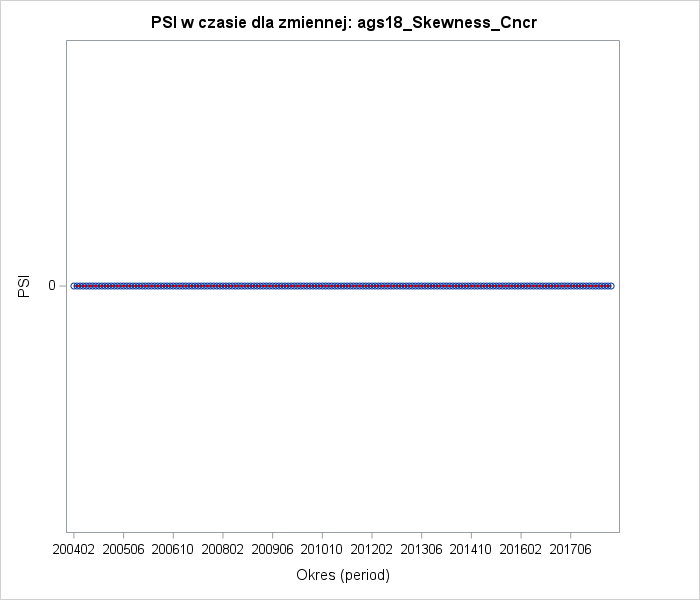 PSI w czasie dla zmiennej: ags18_Skewness_Cncr
PSI
0
200402 200506 200610 200802 200906 201010 201202 201306 201410 201602 201706
Okres (period)